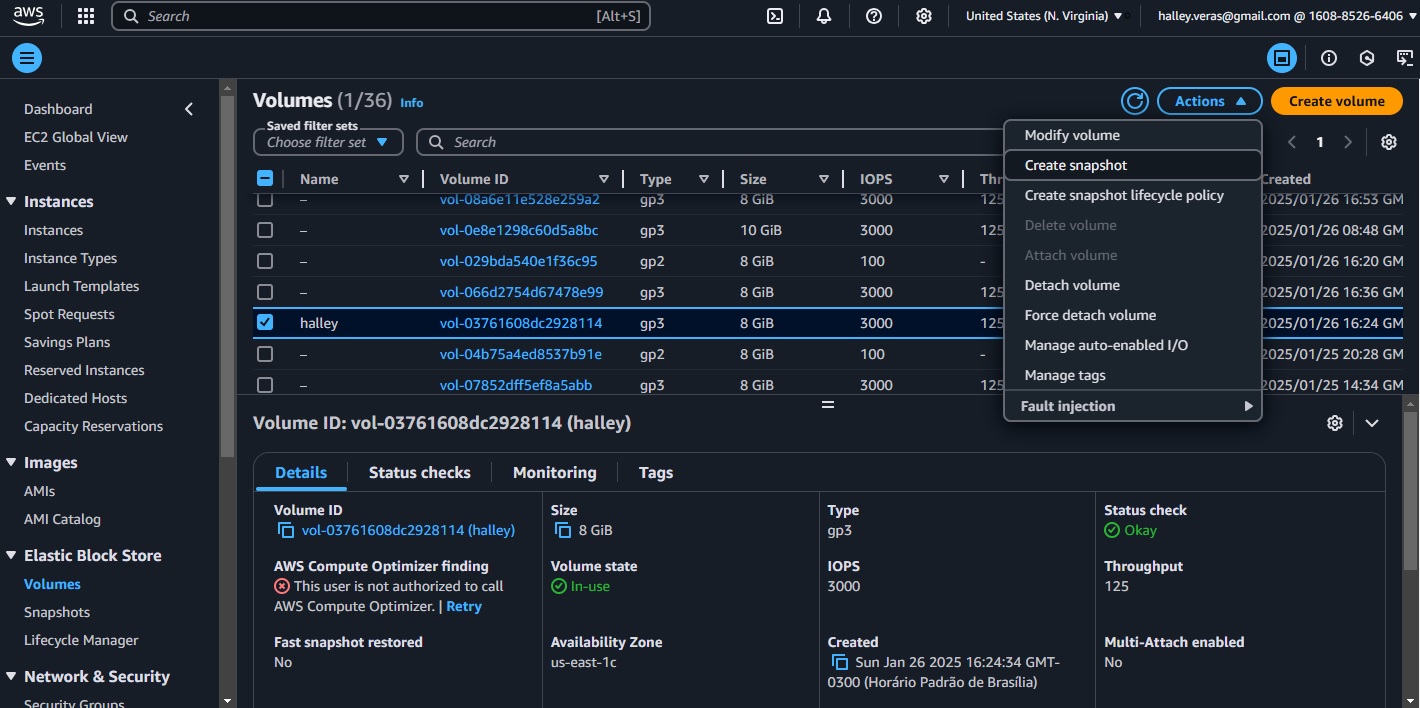 aws Search [Alt+S] United States (N. Virginia) halley.veras@gmail.com @ 1608-8526-6406
Dashboard
EC2 Global View
Events
Instances
Instances
Instance Types
Launch Templates
Spot Requests
Savings Plans
Reserved Instances
Dedicated Hosts
Capacity Reservations
Images
AMIs
AMI Catalog
Elastic Block Store
Volumes
Snapshots
Lifecycle Manager
Network & Security
Security Groups
Volumes (1/36) Info
Actions
Create volume
Saved filter sets
Choose filter set
Search
1
Name Volume ID Type Size IOPS Thr Created
– vol-08a6e11e528e259a2 gp3 8 GiB 3000 125 2025/01/26 16:53 GM
– vol-0e8e1298c60d5a8bc gp3 10 GiB 3000 125 2025/01/26 08:48 GM
– vol-029bda540e1f36c95 gp2 8 GiB 100 - 2025/01/26 16:20 GM
– vol-066d2754d67478e99 gp3 8 GiB 3000 125 2025/01/26 16:36 GM
halley vol-03761608dc2928114 gp3 8 GiB 3000 125 2025/01/26 16:24 GM
– vol-04b75a4ed8537b91e gp2 8 GiB 100 - 2025/01/25 20:28 GM
– vol-07852dff5ef8a5abb gp3 8 GiB 3000 125 2025/01/25 14:34 GM
Modify volume
Create snapshot
Create snapshot lifecycle policy
Delete volume
Attach volume
Detach volume
Force detach volume
Manage auto-enabled I/O
Manage tags
Fault injection
Volume ID: vol-03761608dc2928114 (halley)
Details Status checks Monitoring Tags
Volume ID
vol-03761608dc2928114 (halley)
Size
8 GiB
Type
gp3
Status check
Okay
AWS Compute Optimizer finding
This user is not authorized to call
AWS Compute Optimizer. | Retry
Volume state
In-use
IOPS
3000
Throughput
125
Fast snapshot restored
No
Availability Zone
us-east-1c
Created
Sun Jan 26 2025 16:24:34 GMT-
0300 (Horário Padrão de Brasília)
Multi-Attach enabled
No